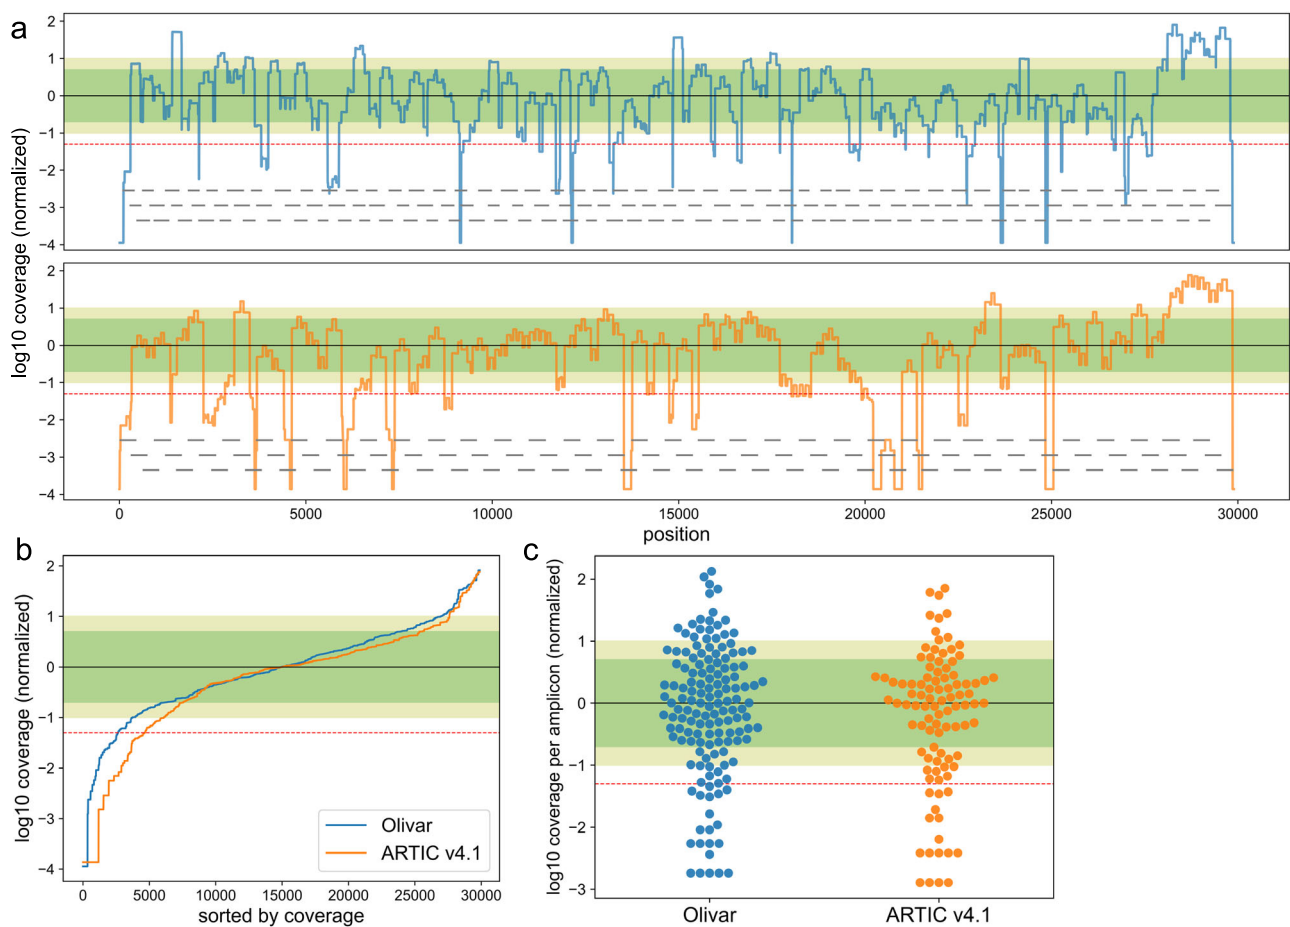 a
log10 coverage (normalized)
2
1
0
−1
−2
−3
−4
2
1
0
−1
−2
−3
−4
0 5000 10000 15000 20000 25000 30000
position
b
log10 coverage (normalized)
2
1
0
−1
−2
−3
−4
Olivar
ARTIC v4.1
0 5000 10000 15000 20000 25000 30000
sorted by coverage
c
log10 coverage per amplicon (normalized)
2
1
0
−1
−2
−3
Olivar ARTIC v4.1